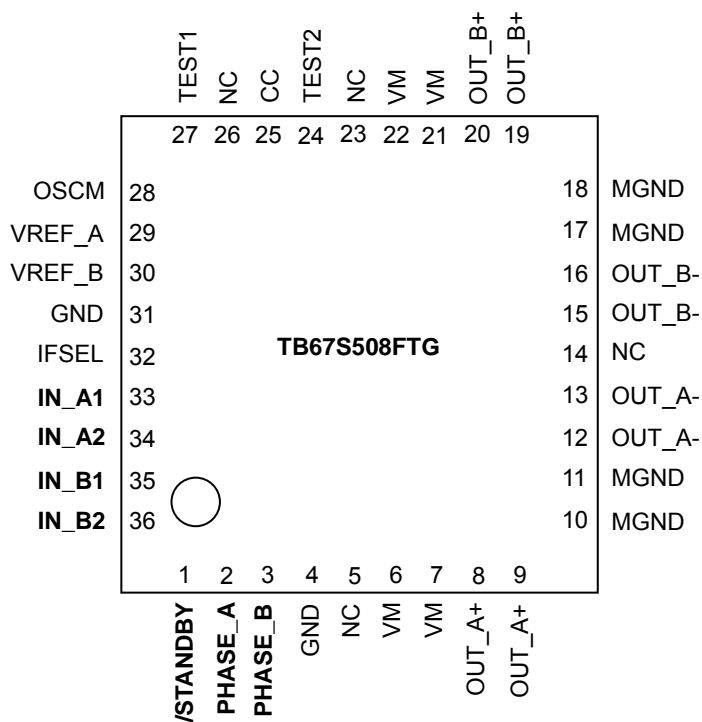 TEST1 NC CC TEST2 NC VM VM OUT_B+ OUT_B+
27 26 25 24 23 22 21 20 19
OSCM 28 18 MGND
VREF_A 29 17 MGND
VREF_B 30 16 OUT_B-
GND 31 15 OUT_B-
IFSEL 32 TB67S508FTG 14 NC
IN_A1 33 13 OUT_A-
IN_A2 34 12 OUT_A-
IN_B1 35 11 MGND
IN_B2 36 10 MGND
1 2 3 4 5 6 7 8 9
/STANDBY PHASE_A PHASE_B GND NC VM VM OUT_A+ OUT_A+